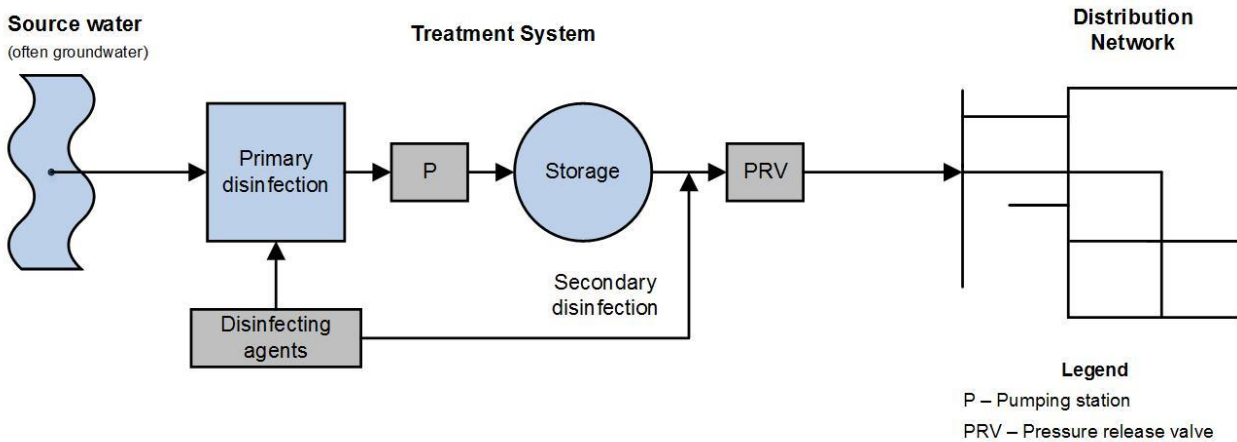 Source water
(often groundwater)
Treatment System
Distribution
Network
Primary
disinfection
P
Storage
PRV
Secondary
disinfection
Disinfecting
agents
Legend
P – Pumping station
PRV – Pressure release valve